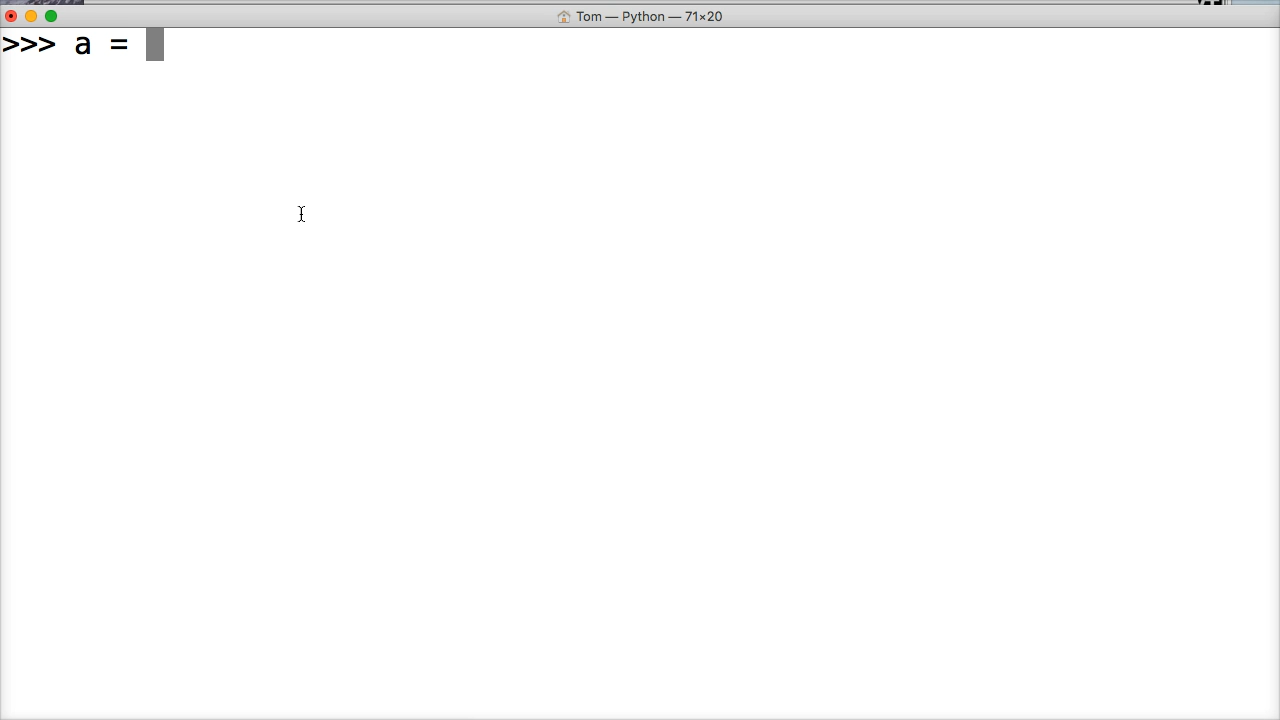 Tom — Python — 71×20
>>> a =